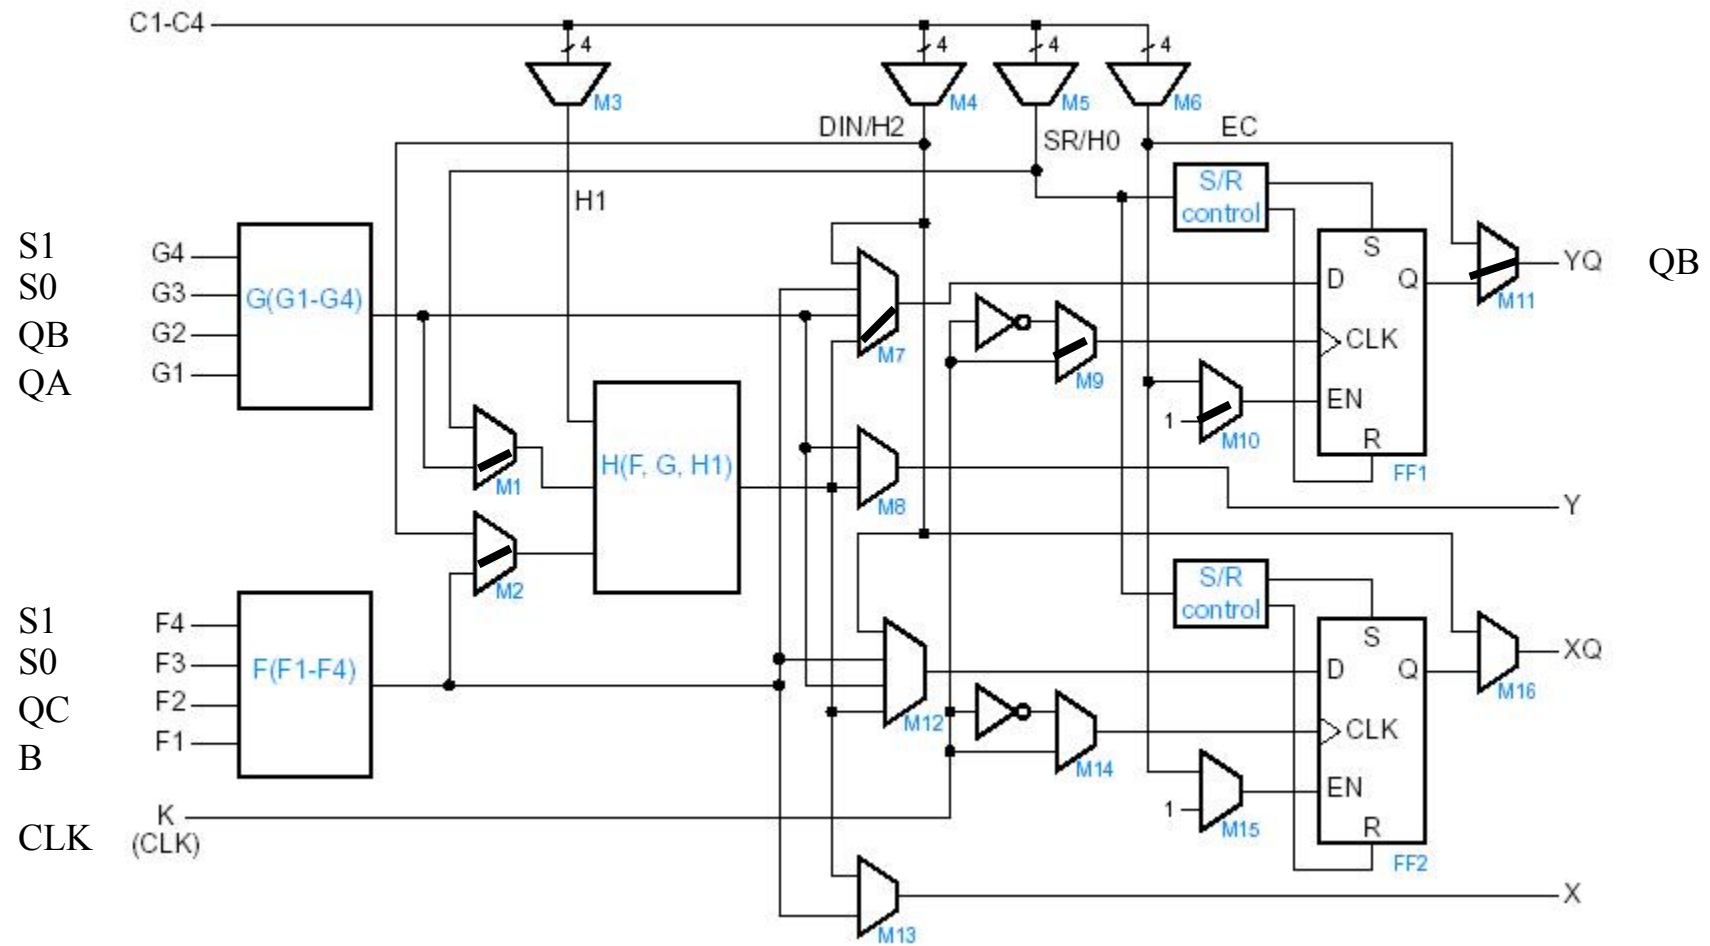 C1-C4
4 4 4 4
M3 M4 M5 M6
DIN/H2 EC
SR/H0
S/R
control
H1
S1 G4
S0 G3
QB G2
QA G1
G(G1-G4)
S
D Q
CLK
EN
R
FF1
YQ QB
M11
M7
M9
1
M10
H(F, G, H1)
M1
M8
Y
M2
S/R
control
S1 F4
S0 F3
QC F2
B F1
F(F1-F4)
S
D Q
CLK
EN
R
FF2
XQ
M16
M12
M14
1
M15
CLK K
(CLK)
X
M13